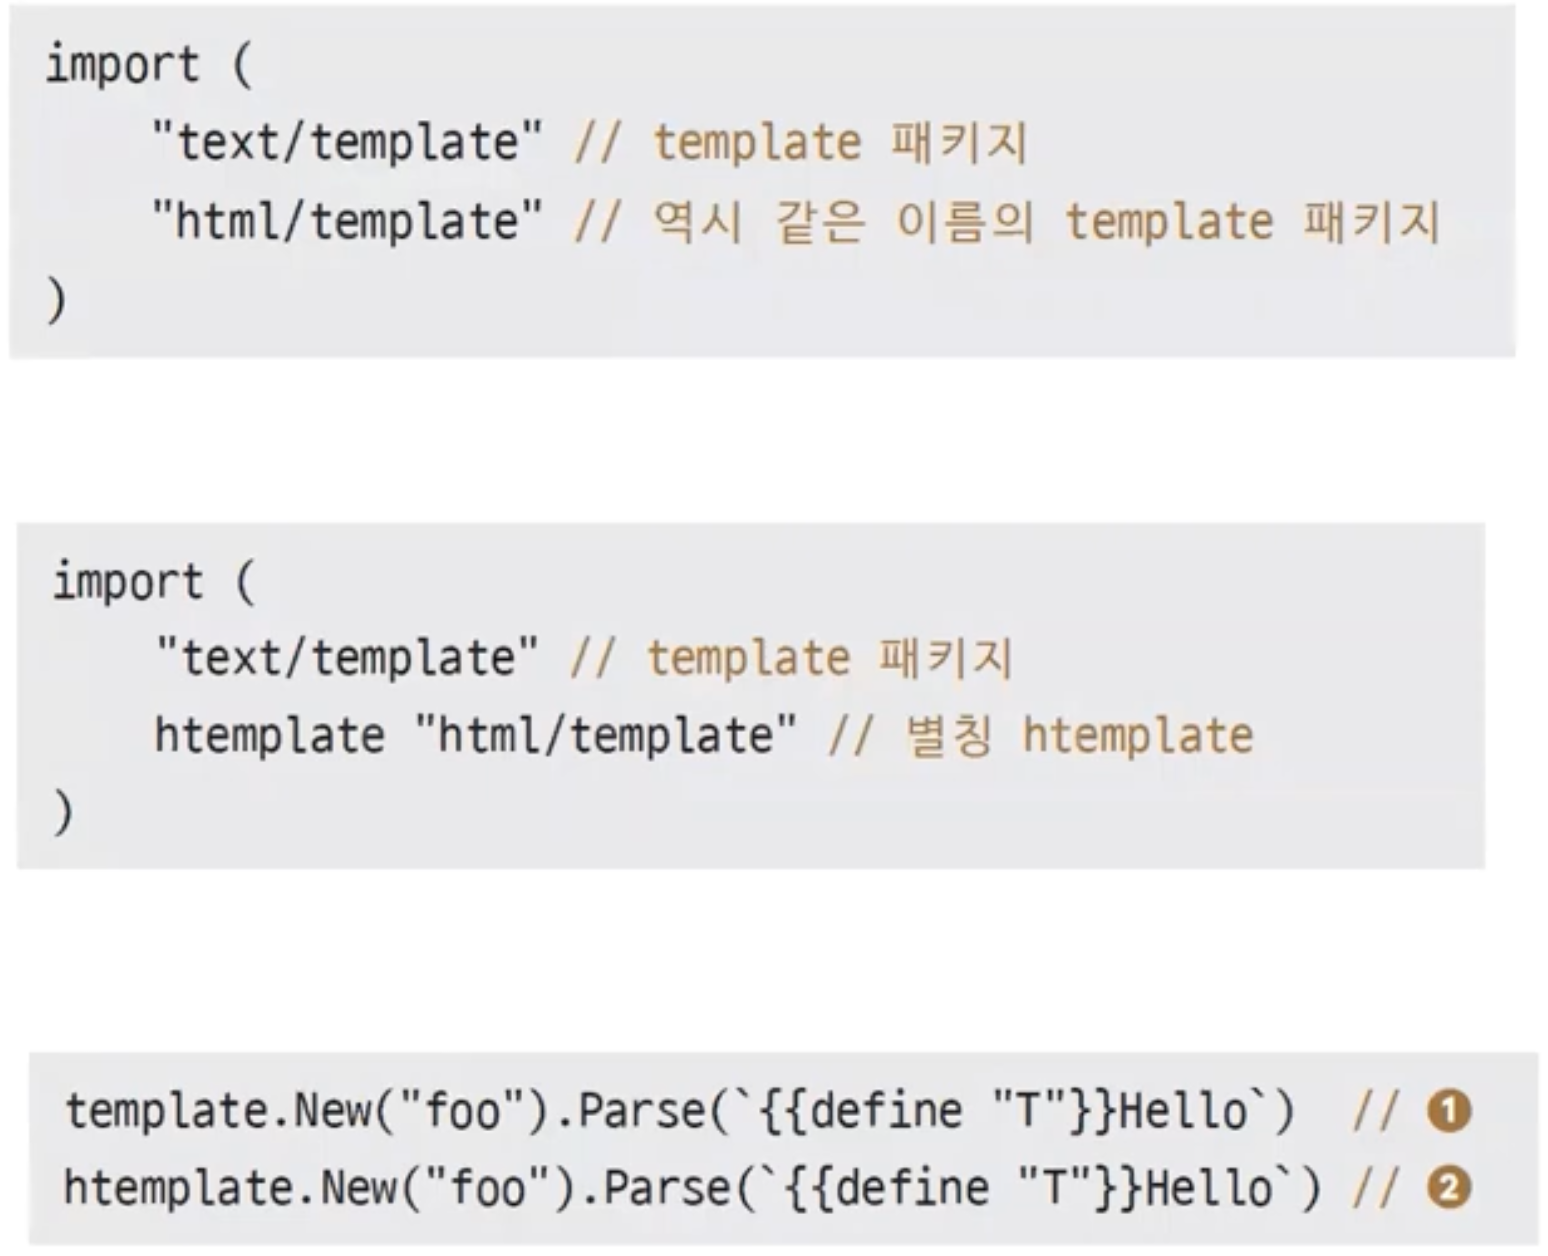 import (
    "text/template" // template 패키지
    "html/template" // 역시 같은 이름의 template 패키지
)
import (
    "text/template" // template 패키지
    htemplate "html/template" // 별칭 htemplate
)
template.New("foo").Parse(`{{define "T"}}Hello`)  // ❶
htemplate.New("foo").Parse(`{{define "T"}}Hello`) // ❷